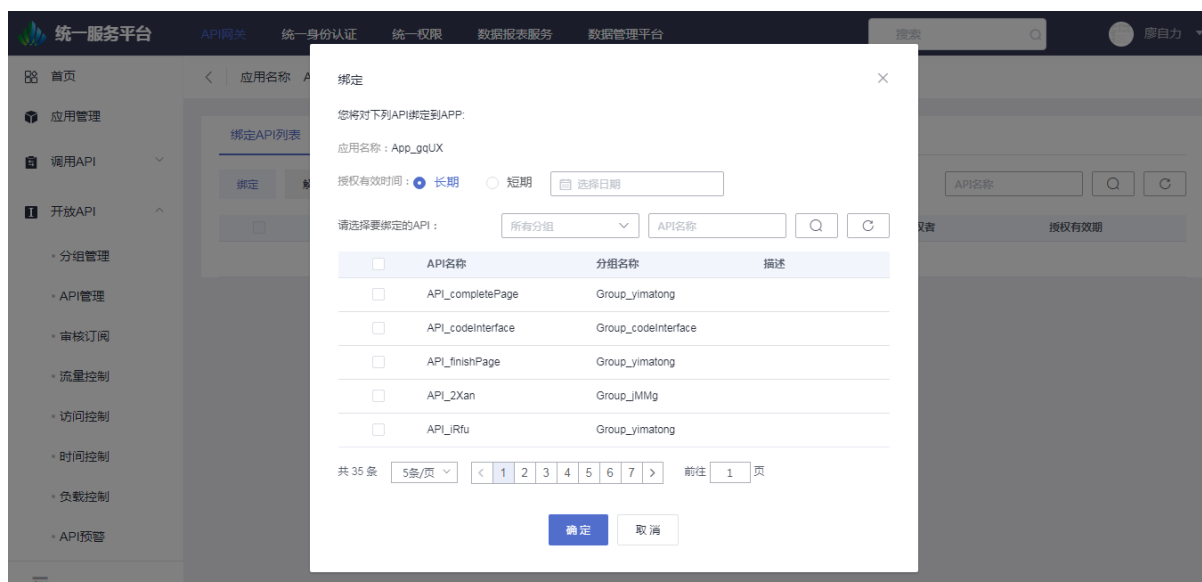 统一服务平台 API网关 统一身份认证 统一权限 数据报表服务 数据管理平台 搜索 廖自力
首页
应用管理
调用API
开放API
分组管理
API管理
审核订阅
流量控制
访问控制
时间控制
负载控制
API预警
应用名称 A
绑定API列表
绑定
API名称
权者 授权有效期
绑定
您将对下列API绑定到APP:
应用名称：App_gqUX
授权有效时间： 长期 短期 选择日期
请选择要绑定的API： 所有分组 API名称
API名称 分组名称 描述
API_completePage Group_yimatong
API_codeInterface Group_codeInterface
API_finishPage Group_yimatong
API_2Xan Group_jMMg
API_iRfu Group_yimatong
共 35 条 5条/页 < 1 2 3 4 5 6 7 > 前往 1 页
确定 取消